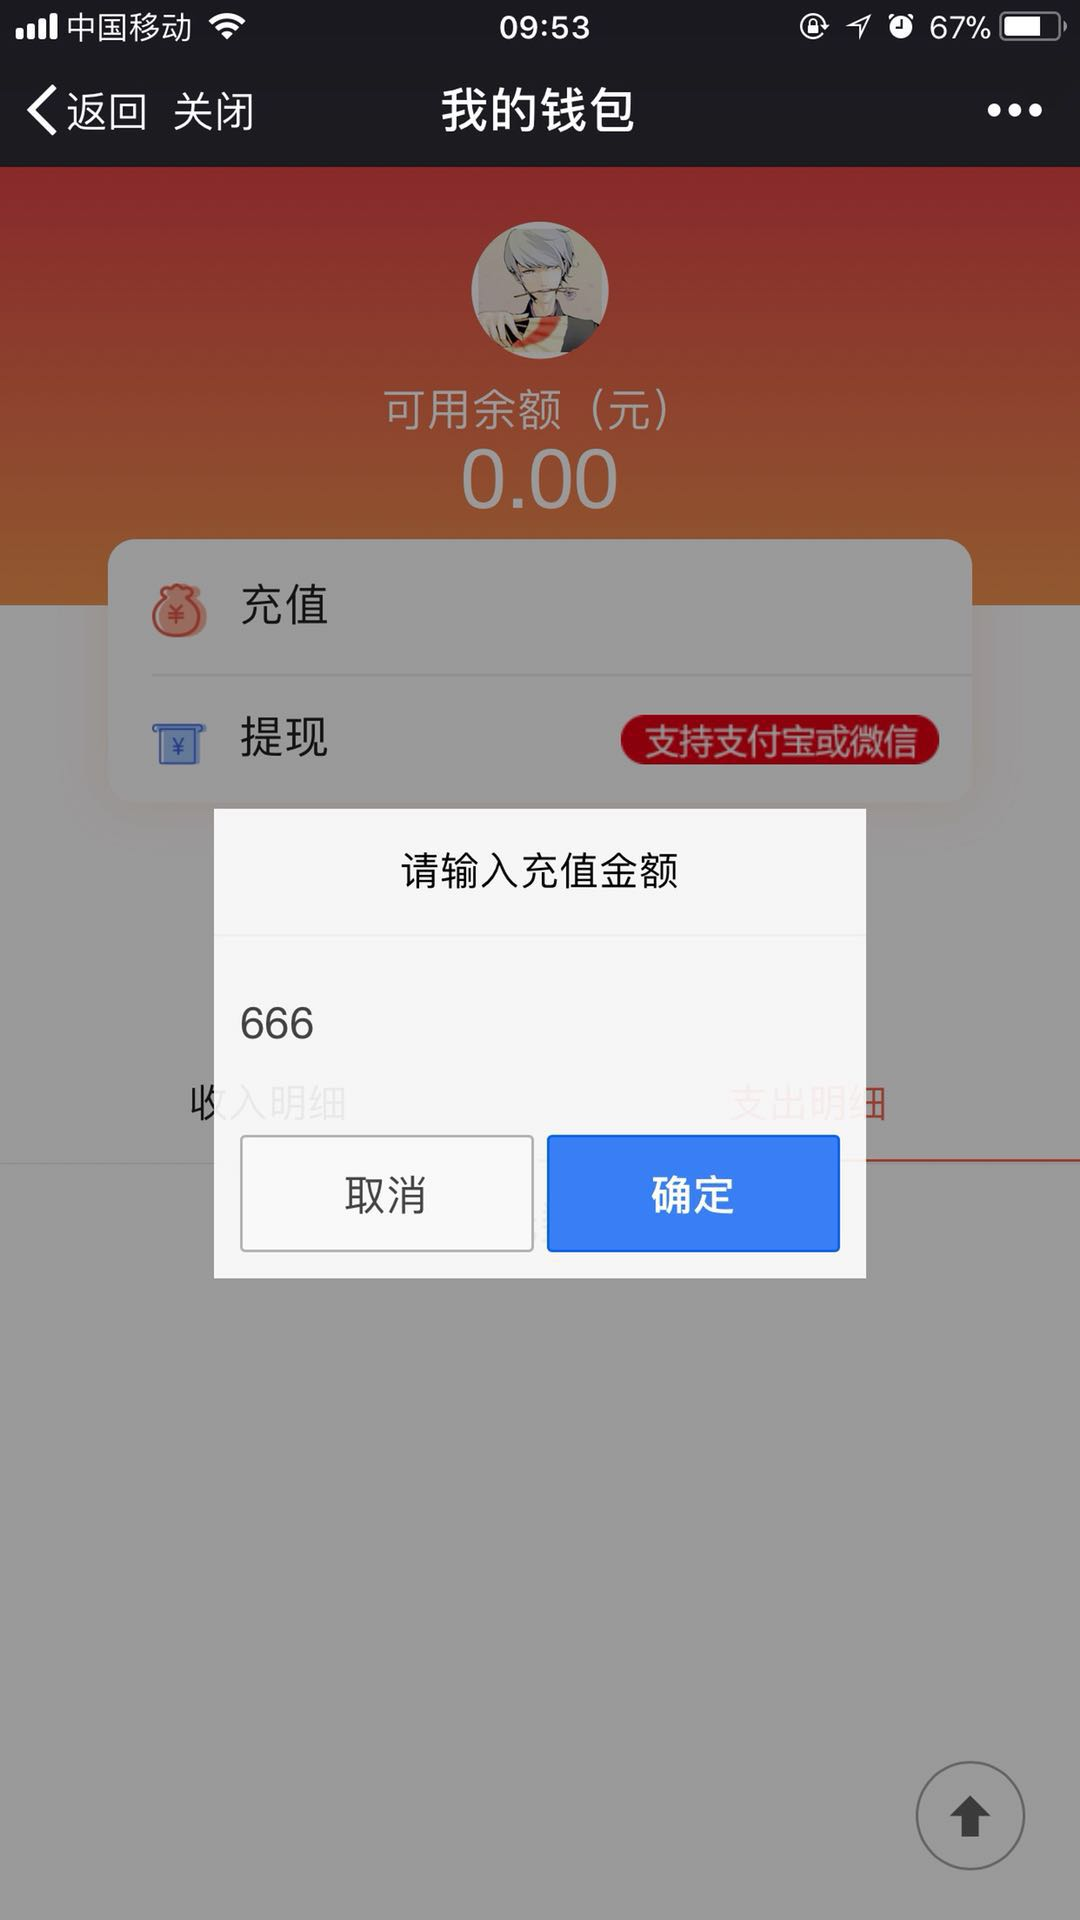 中国移动 09:53 67%
返回 关闭 我的钱包
可用余额（元）
0.00
充值
提现 支持支付宝或微信
请输入充值金额
666
收入明细 支出明细
取消 确定